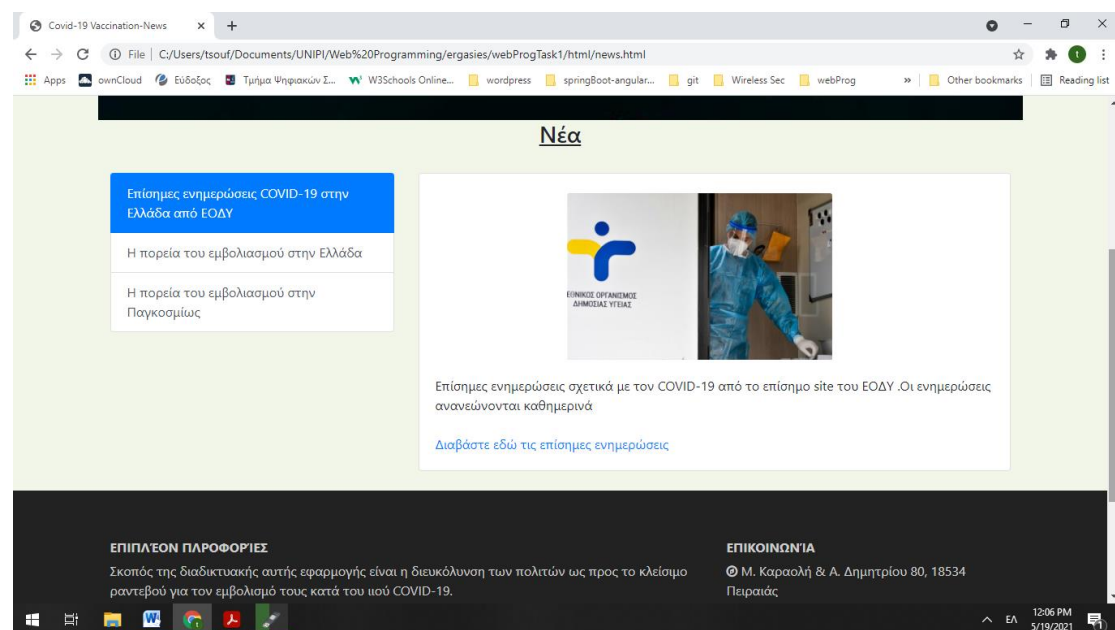 Covid-19 Vaccination-News
File | C:/Users/tsouf/Documents/UNIPI/Web%20Programming/ergasies/webProgTask1/html/news.html
Apps ownCloud Εύδοξος Τμήμα Ψηφιακών Σ... W3Schools Online... wordpress springBoot-angular... git Wireless Sec webProg » Other bookmarks Reading list
Νέα
Επίσημες ενημερώσεις COVID-19 στην
Ελλάδα από ΕΟΔΥ
Η πορεία του εμβολιασμού στην Ελλάδα
Η πορεία του εμβολιασμού στην
Παγκοσμίως
ΕΘΝΙΚΟΣ ΟΡΓΑΝΙΣΜΟΣ
ΔΗΜΟΣΙΑΣ ΥΓΕΙΑΣ
Επίσημες ενημερώσεις σχετικά με τον COVID-19 από το επίσημο site του ΕΟΔΥ .Οι ενημερώσεις
ανανεώνονται καθημερινά
Διαβάστε εδώ τις επίσημες ενημερώσεις
ΕΠΙΠΛΈΟΝ ΠΛΡΟΦΟΡΊΕΣ
Σκοπός της διαδικτυακής αυτής εφαρμογής είναι η διευκόλυνση των πολιτών ως προς το κλείσιμο
ραντεβού για τον εμβολισμό τους κατά του ιιού COVID-19.
ΕΠΙΚΟΙΝΩΝΊΑ
Μ. Καραολή & Α. Δημητρίου 80, 18534
Πειραιάς
ΕΛ
12:06 PM
5/19/2021